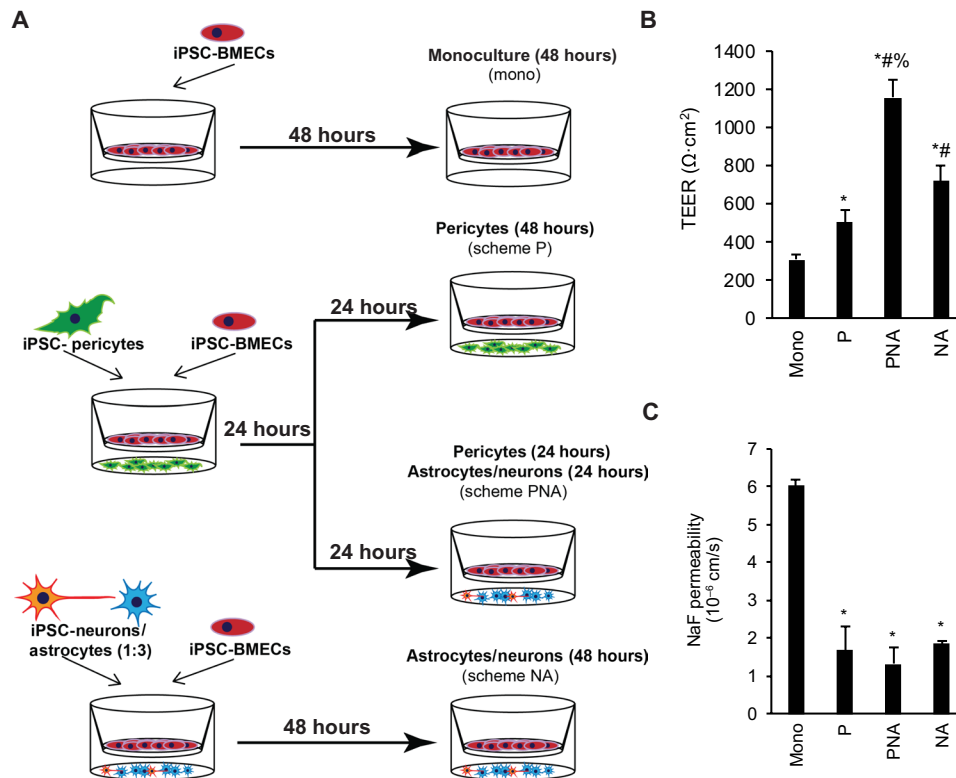 A
iPSC-BMECs
48 hours
Monoculture (48 hours)
(mono)
Pericytes (48 hours)
(scheme P)
iPSC- pericytes
iPSC-BMECs
24 hours
24 hours
Pericytes (24 hours)
Astrocytes/neurons (24 hours)
(scheme PNA)
24 hours
iPSC-neurons/
astrocytes (1:3)
iPSC-BMECs
48 hours
Astrocytes/neurons (48 hours)
(scheme NA)
B
TEER (Ω·cm²)
1400
1200
1000
800
600
400
200
0
*
*#%
*#
Mono
P
PNA
NA
C
NaF permeability
(10⁻⁶ cm/s)
7
6
5
4
3
2
1
0
*
*
*
Mono
P
PNA
NA